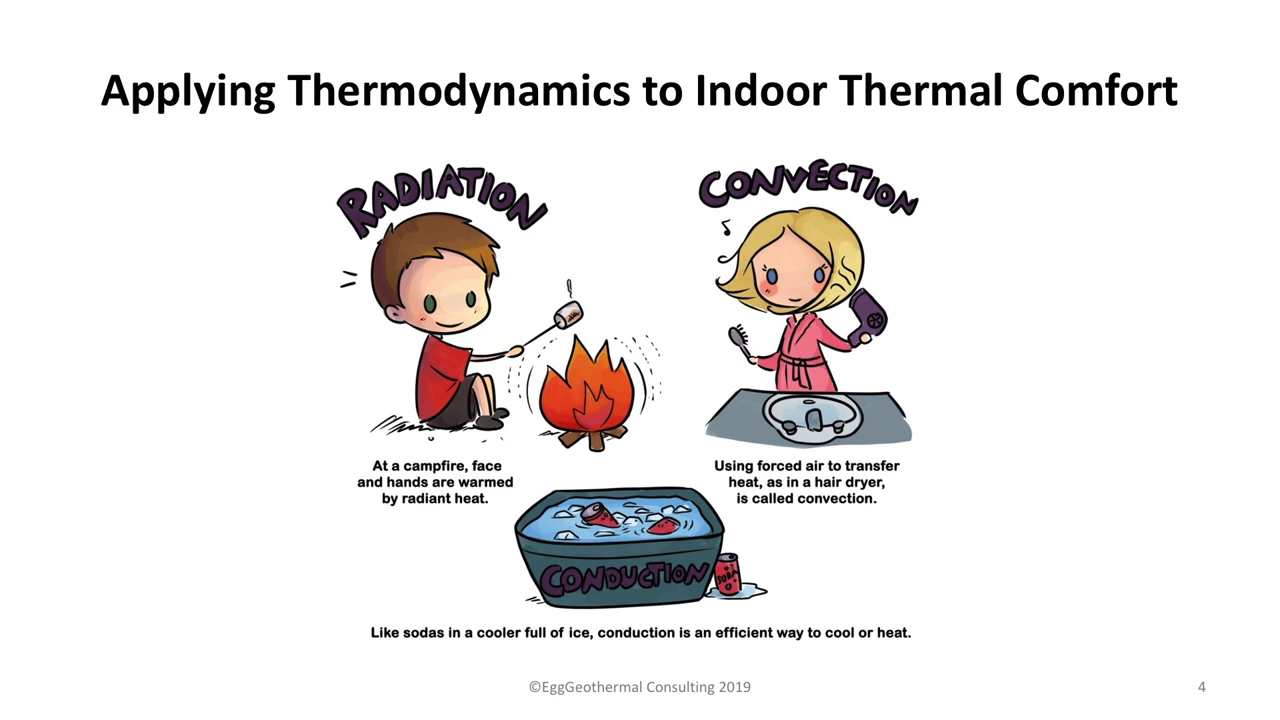 Applying Thermodynamics to Indoor Thermal Comfort
RADIATION
CONVECTION
At a campfire, face
and hands are warmed
by radiant heat.
Using forced air to transfer
heat, as in a hair dryer,
is called convection.
CONDUCTION
SODA
Like sodas in a cooler full of ice, conduction is an efficient way to cool or heat.
©EggGeothermal Consulting 2019
4